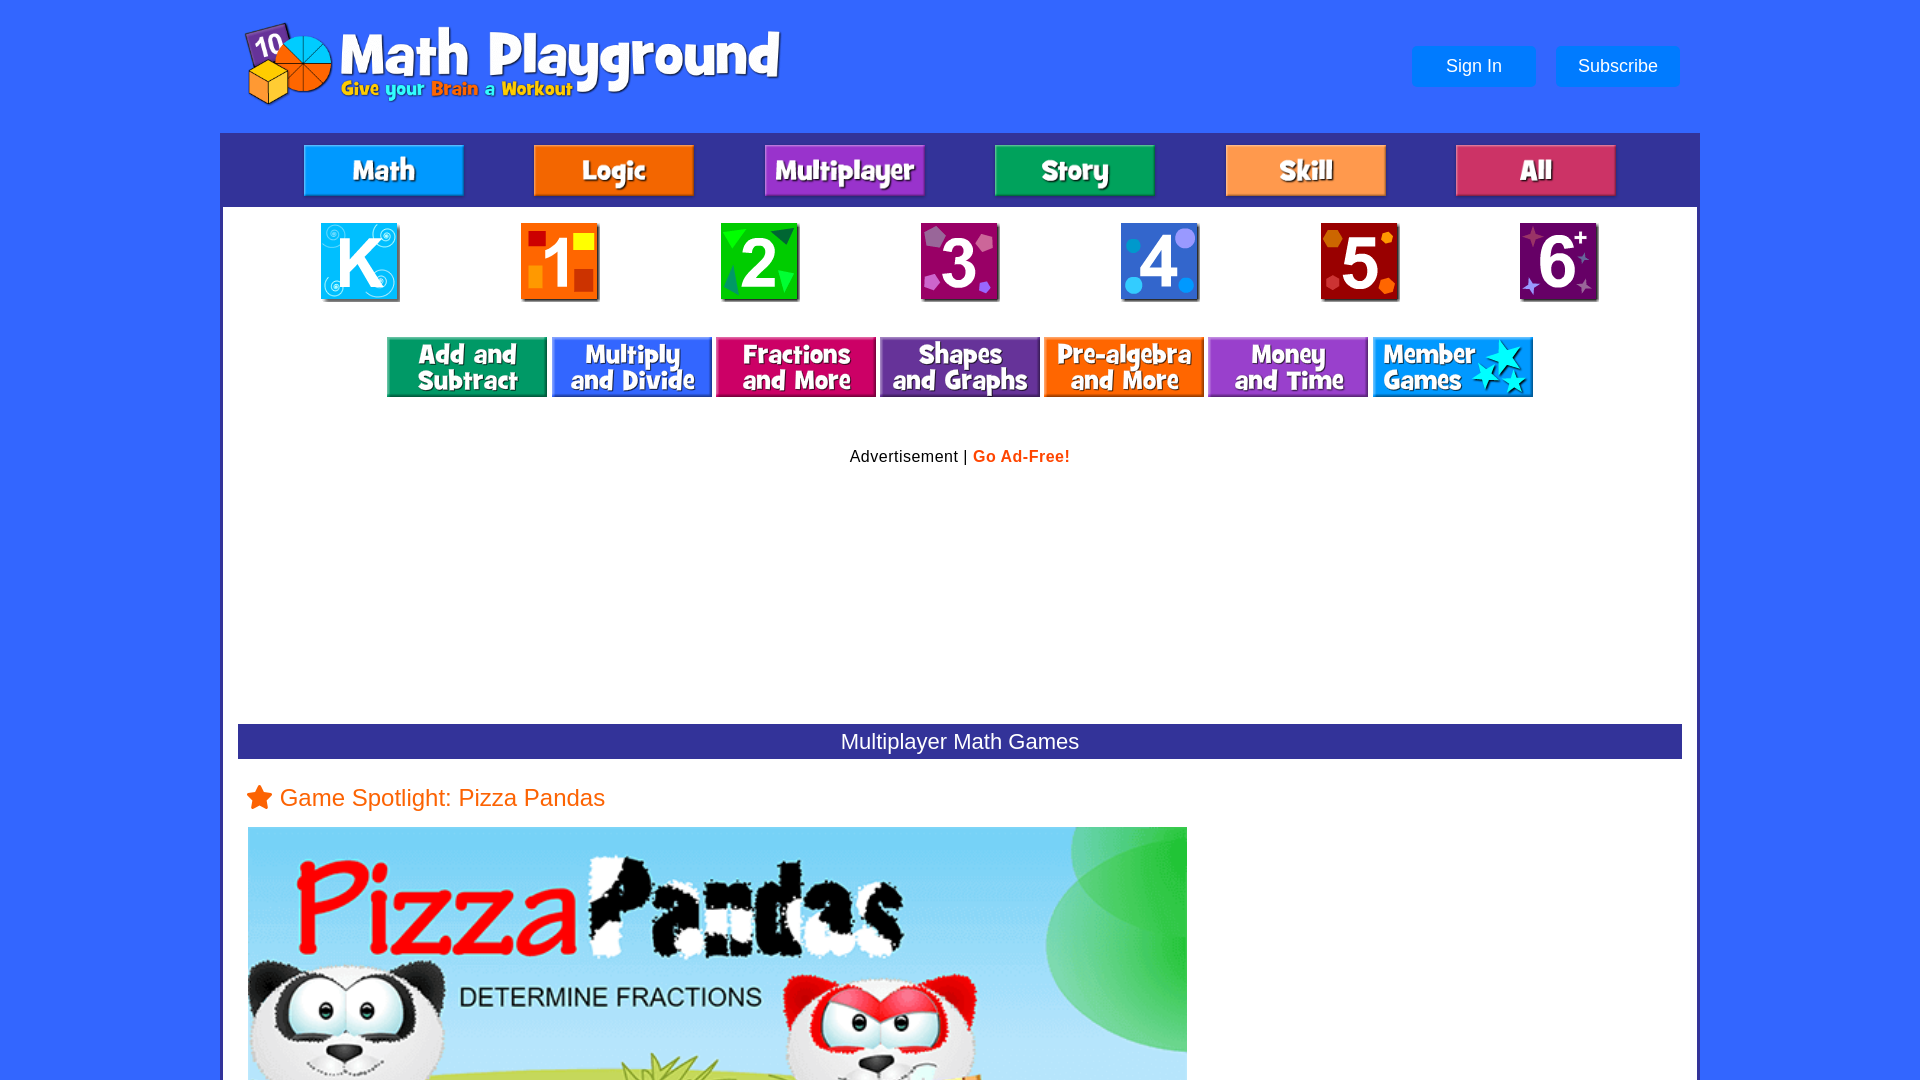 10
Math Playground
Give your Brain a Workout
Sign In
Subscribe
Math
Logic
Multiplayer
Story
Skill
All
K
1
2
3
4
5
6+
Add and
Subtract
Multiply
and Divide
Fractions
and More
Shapes
and Graphs
Pre-algebra
and More
Money
and Time
Member
Games
Advertisement | Go Ad-Free!
Multiplayer Math Games
Game Spotlight: Pizza Pandas
Pizza Pandas
DETERMINE FRACTIONS